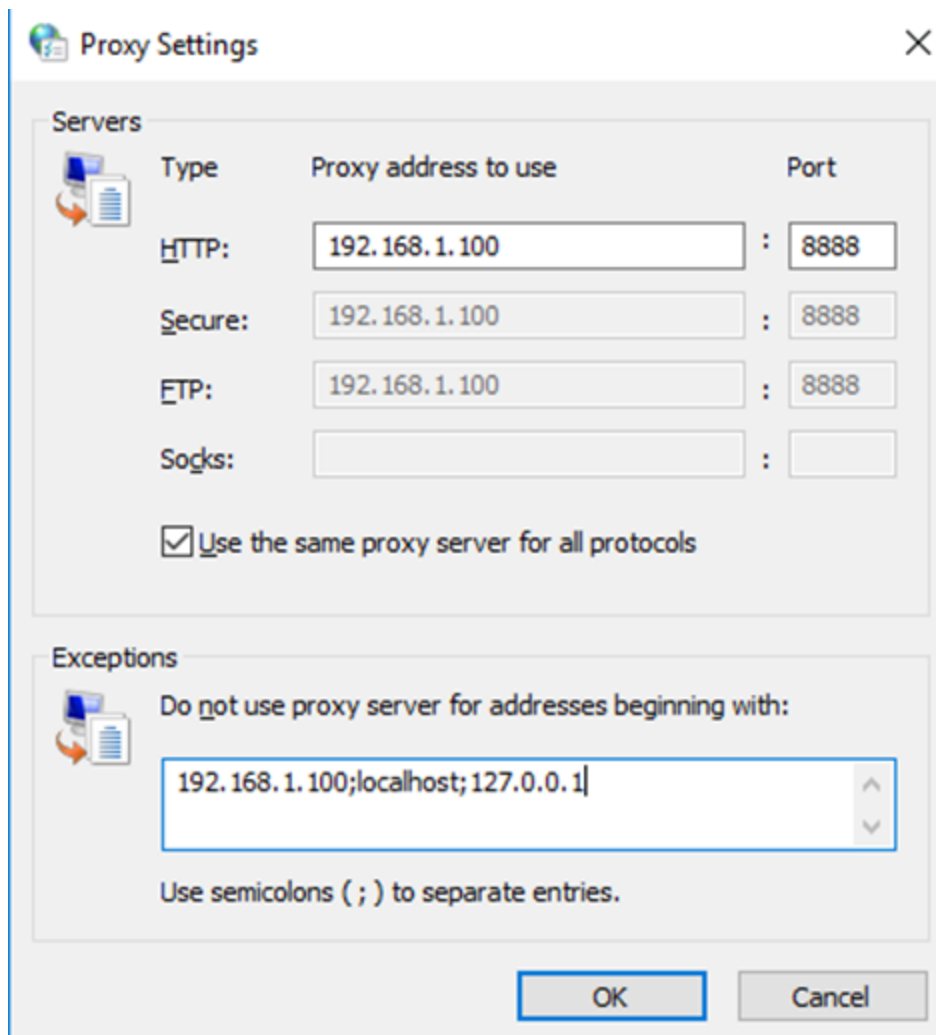 Proxy Settings
Servers
Type Proxy address to use Port
HTTP: 192.168.1.100 : 8888
Secure: 192.168.1.100 : 8888
FTP: 192.168.1.100 : 8888
Socks: :
Use the same proxy server for all protocols
Exceptions
Do not use proxy server for addresses beginning with:
192.168.1.100;localhost;127.0.0.1
Use semicolons ( ; ) to separate entries.
OK Cancel